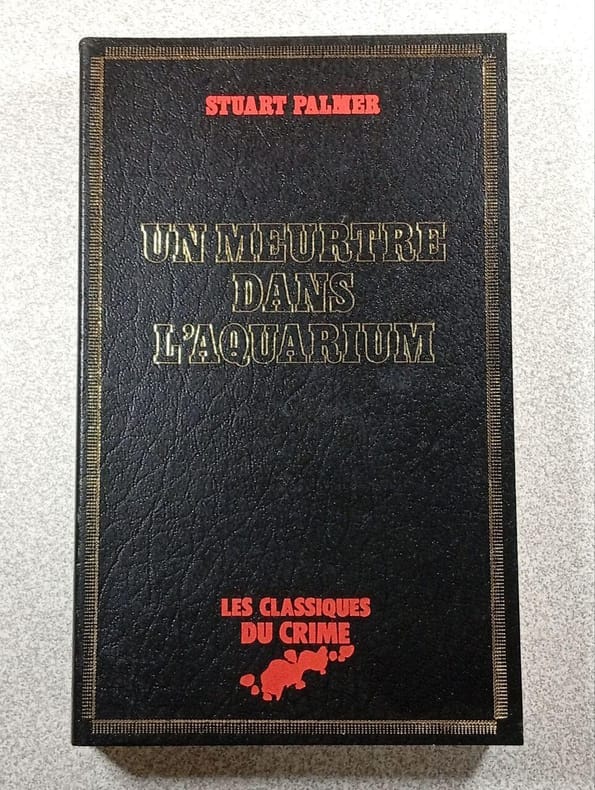 STUART PALMER
UN MEURTRE
DANS
L'AQUARIUM
LES CLASSIQUES
DU CRIME